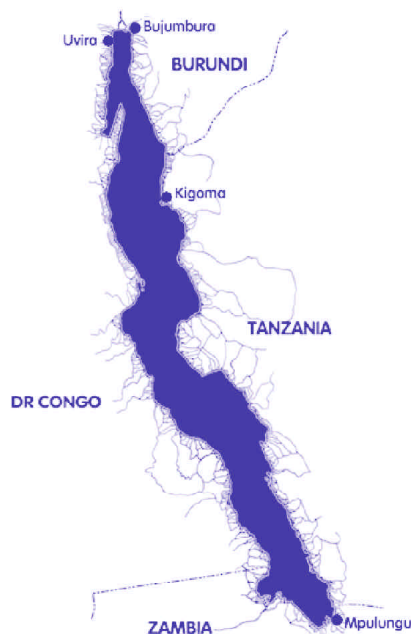 Bujumbura
Uvira
BURUNDI
Kigoma
TANZANIA
DR CONGO
Mpulungu
ZAMBIA